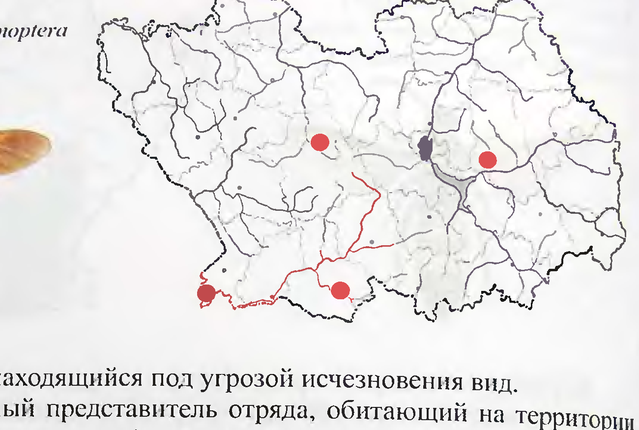 noptera
находящийся под угрозой исчезновения вид.
ый представитель отряда, обитающий на территории